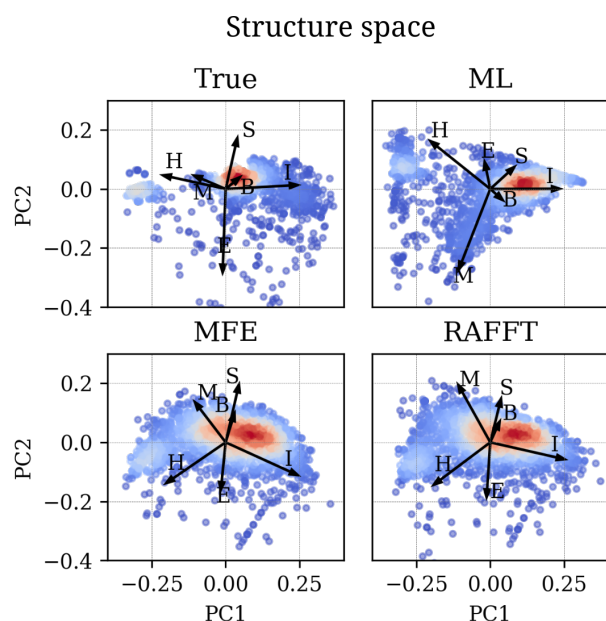 Structure space
True
ML
0.2
0.0
−0.2
−0.4
PC2
H
S
M
B
I
E
H
E
S
I
B
M
MFE
RAFFT
0.2
0.0
−0.2
−0.4
PC2
M
S
B
H
I
E
M
S
B
H
I
E
−0.25
0.00
0.25
−0.25
0.00
0.25
PC1
PC1